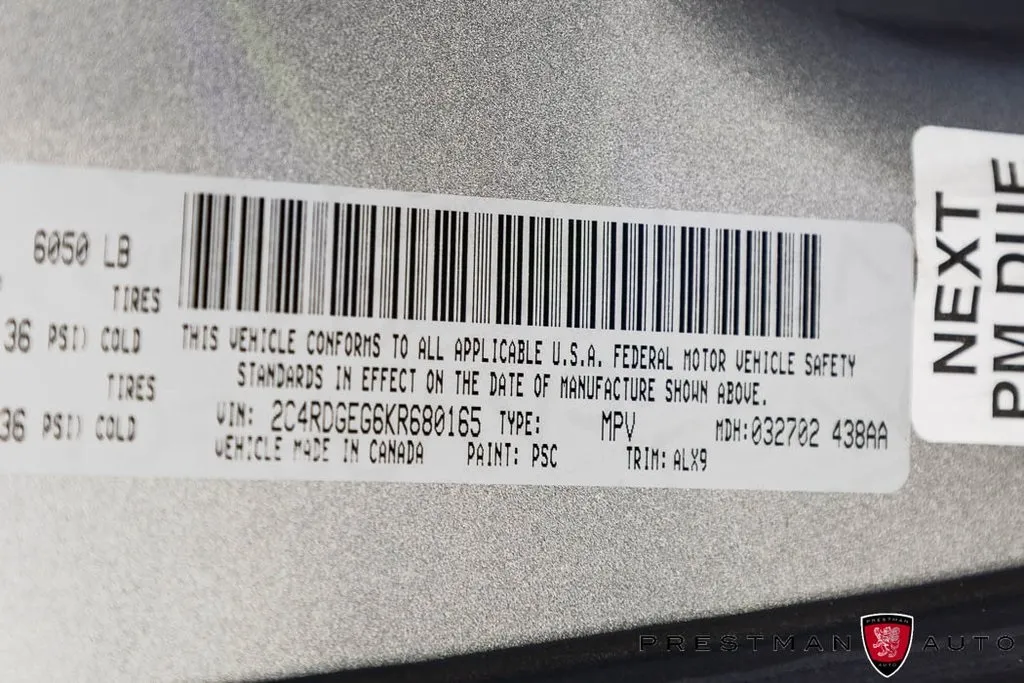 6050 LB
TIRES
36 PSI) COLD
TIRES
36 PSI) COLD
THIS VEHICLE CONFORMS TO ALL APPLICABLE U.S.A. FEDERAL MOTOR VEHICLE SAFETY
STANDARDS IN EFFECT ON THE DATE OF MANUFACTURE SHOWN ABOVE.
VIN: 2C4RDGEG6KR680165 TYPE: MPV MDH:032702 438AA
VEHICLE MADE IN CANADA PAINT: PSC TRIM: ALX9
NEXT
PM DUE
PRESTMAN AUTO
PRESTMAN
AUTO